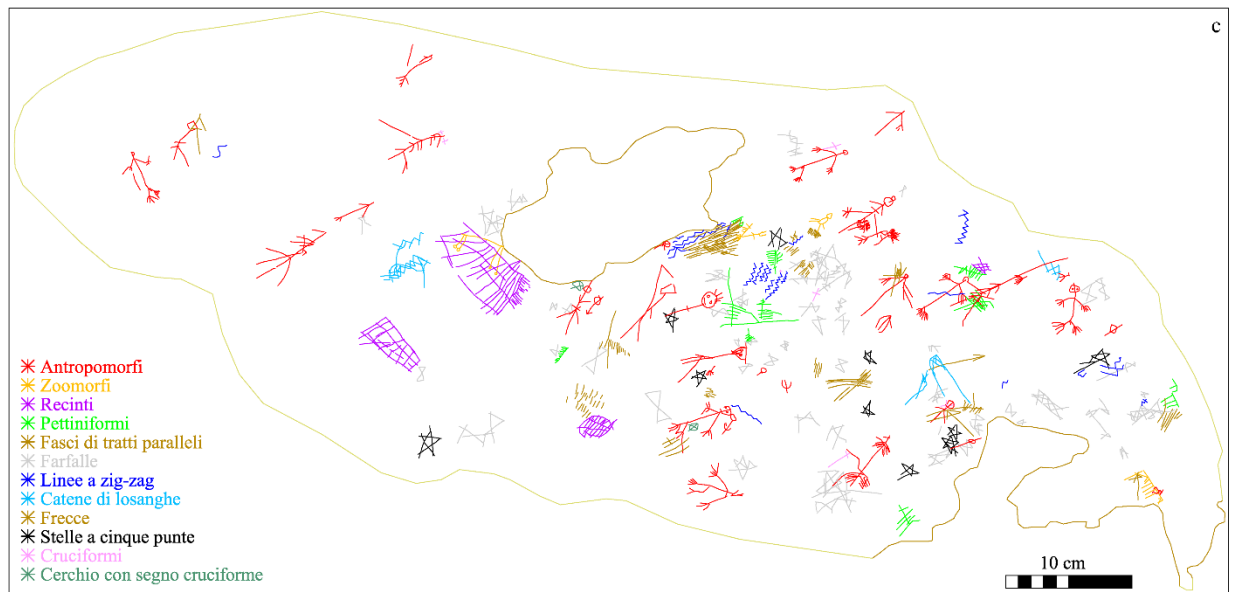 c
Antropomorfi
Zoomorfi
Recinti
Pettiniformi
Fasci di tratti paralleli
Farfalle
Linee a zig-zag
Catene di losanghe
Frecce
Stelle a cinque punte
Cruciformi
Cerchio con segno cruciforme
10 cm